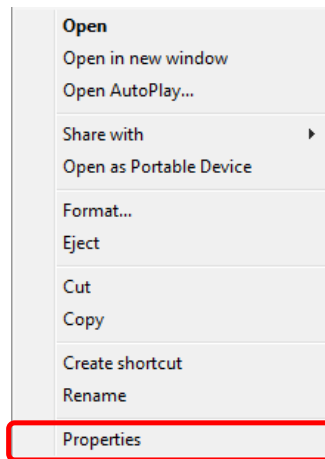 Open
Open in new window
Open AutoPlay...
Share with
Open as Portable Device
Format...
Eject
Cut
Copy
Create shortcut
Rename
Properties